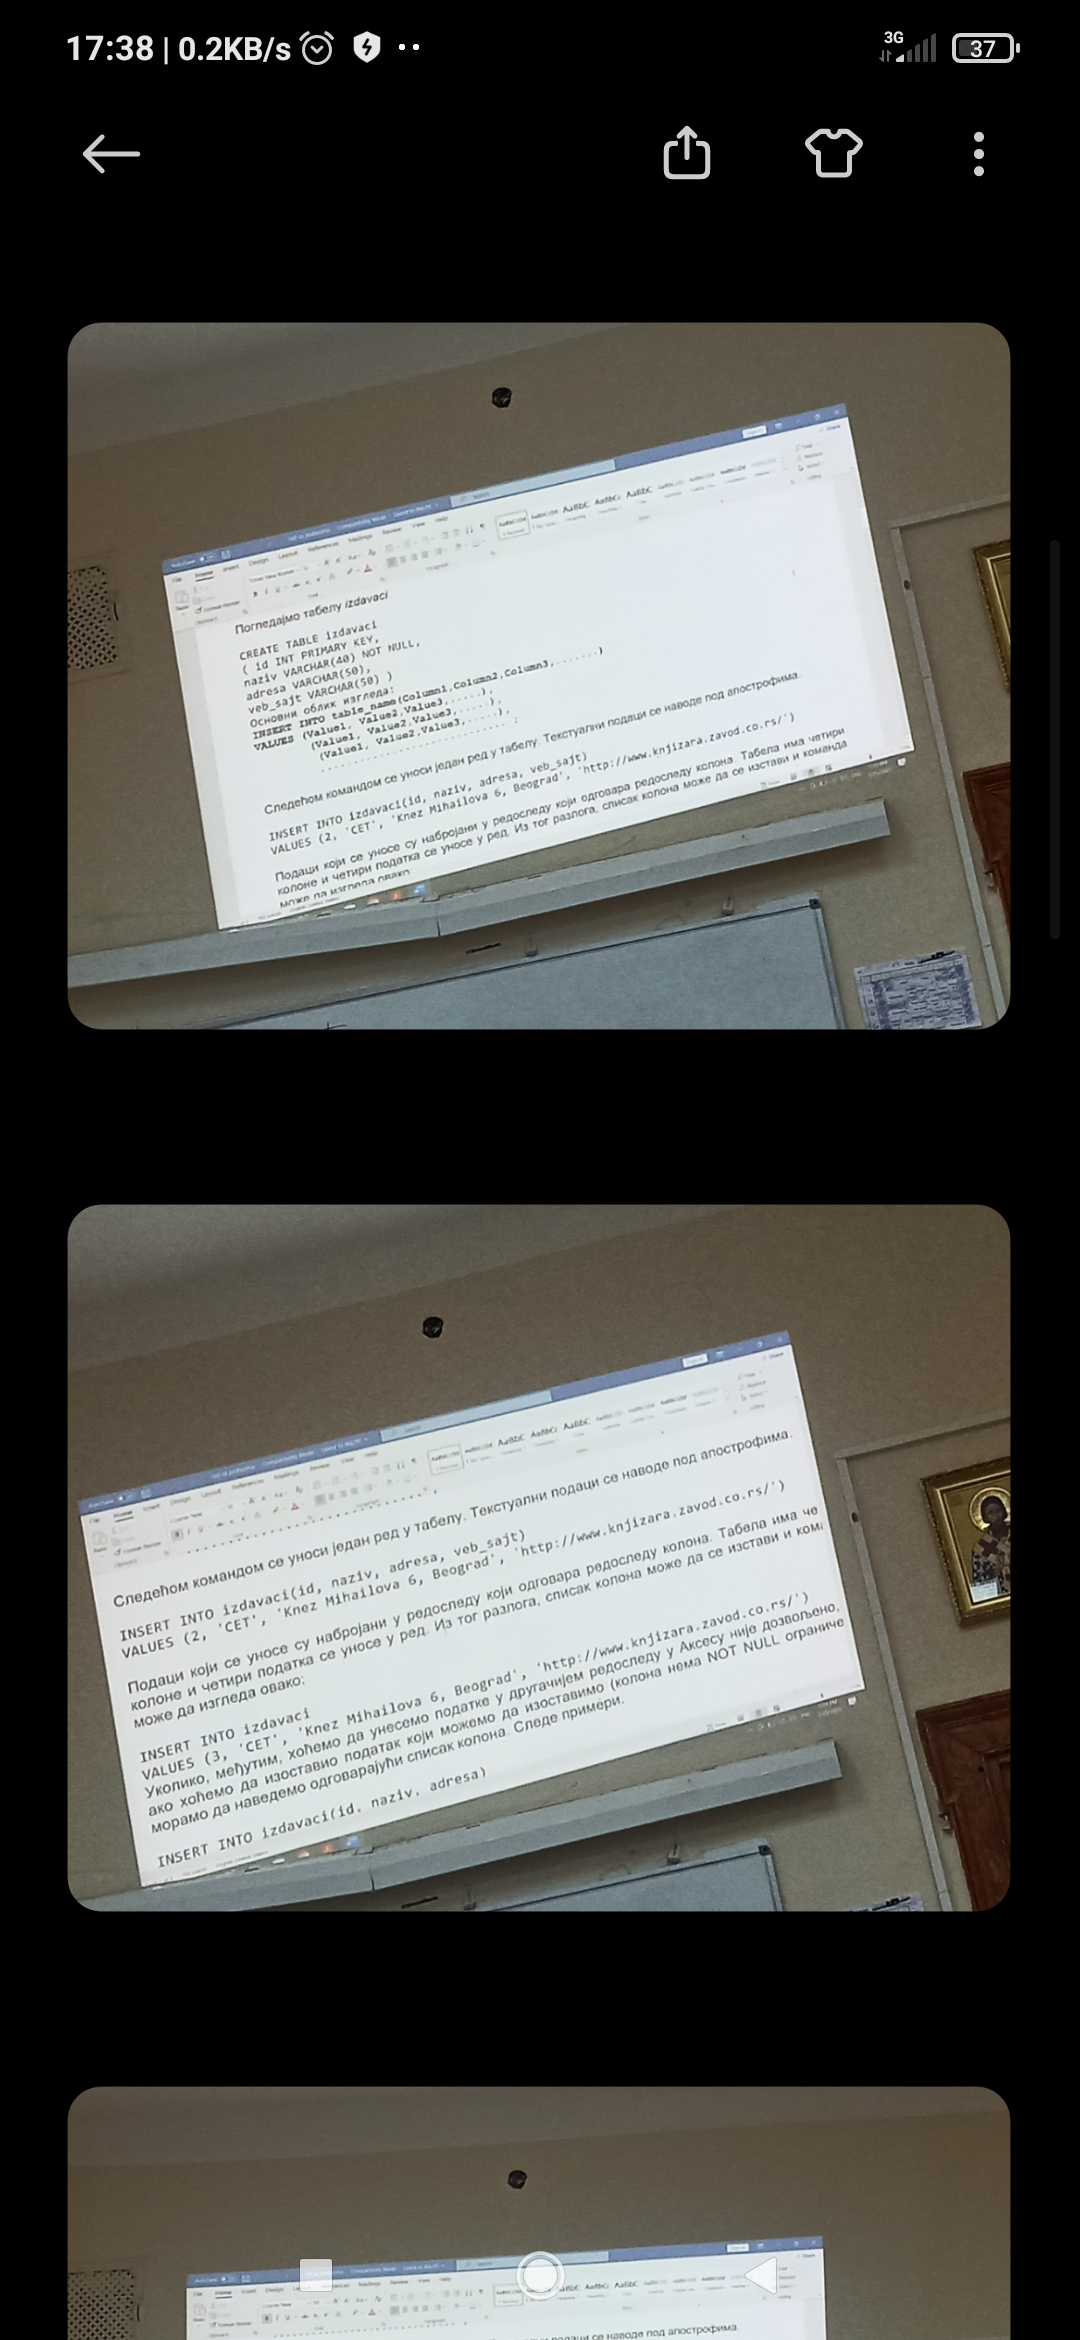 17:38 | 0.2KB/s
3G
37
Погледајмо табелу izdavaci
CREATE TABLE izdavaci
( id INT PRIMARY KEY,
naziv VARCHAR(40) NOT NULL,
adresa VARCHAR(50),
veb_sajt VARCHAR(50) )
Основни облик изгледа:
INSERT INTO table_name(Column1,Column2,Column3,.......)
VALUES (Value1, Value2,Value3,.....),
(Value1, Value2,Value3,.....),
(Value1, Value2,Value3,.....),
Следећом командом се уноси један ред у табелу. Текстуални подаци се наводе под апострофима.
INSERT INTO izdavaci(id, naziv, adresa, veb_sajt)
VALUES (2, 'CET', 'Knez Mihailova 6, Beograd', 'http://www.knjizara.zavod.co.rs/')
Подаци који се уносе су набројани у редоследу који одговара редоследу колона. Табела има четири
колоне и четири податка се уносе у ред. Из тог разлога, списак колона може да се изстави и команда
може да изгледа овако
Следећом командом се уноси један ред у табелу. Текстуални подаци се наводе под апострофима.
INSERT INTO izdavaci(id, naziv, adresa, veb_sajt)
VALUES (2, 'CET', 'Knez Mihailova 6, Beograd', 'http://www.knjizara.zavod.co.rs/')
Подаци који се уносе су набројани у редоследу који одговара редоследу колона. Табела има че
колоне и четири податка се уносе у ред. Из тог разлога, списак колона може да се изстави и кома
може да изгледа овако:
INSERT INTO izdavaci
VALUES (3, 'CET', 'Knez Mihailova 6, Beograd', 'http://www.knjizara.zavod.co.rs/')
Уколико, међутим, хоћемо да унесемо податке у другачијем редоследу у Аксесу није дозвољено,
ако хоћемо да изоставио податак који можемо да изоставимо (колона нема NOT NULL ограниче
морамо да наведемо одговарајући списак колона Следе примери.
INSERT INTO izdavaci(id, naziv, adresa)
подаци се наводе под апострофима.